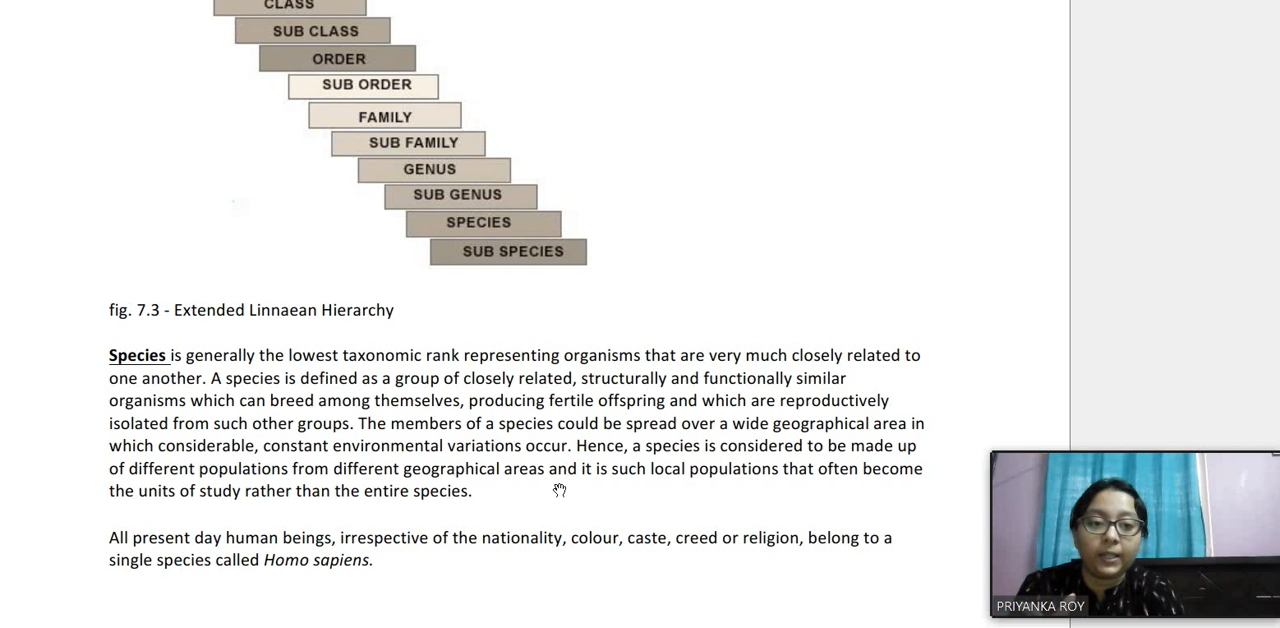 CLASS
SUB CLASS
ORDER
SUB ORDER
FAMILY
SUB FAMILY
GENUS
SUB GENUS
SPECIES
SUB SPECIES
fig. 7.3 - Extended Linnaean Hierarchy
Species is generally the lowest taxonomic rank representing organisms that are very much closely related to
one another. A species is defined as a group of closely related, structurally and functionally similar
organisms which can breed among themselves, producing fertile offspring and which are reproductively
isolated from such other groups. The members of a species could be spread over a wide geographical area in
which considerable, constant environmental variations occur. Hence, a species is considered to be made up
of different populations from different geographical areas and it is such local populations that often become
the units of study rather than the entire species.
All present day human beings, irrespective of the nationality, colour, caste, creed or religion, belong to a
single species called Homo sapiens.
PRIYANKA ROY